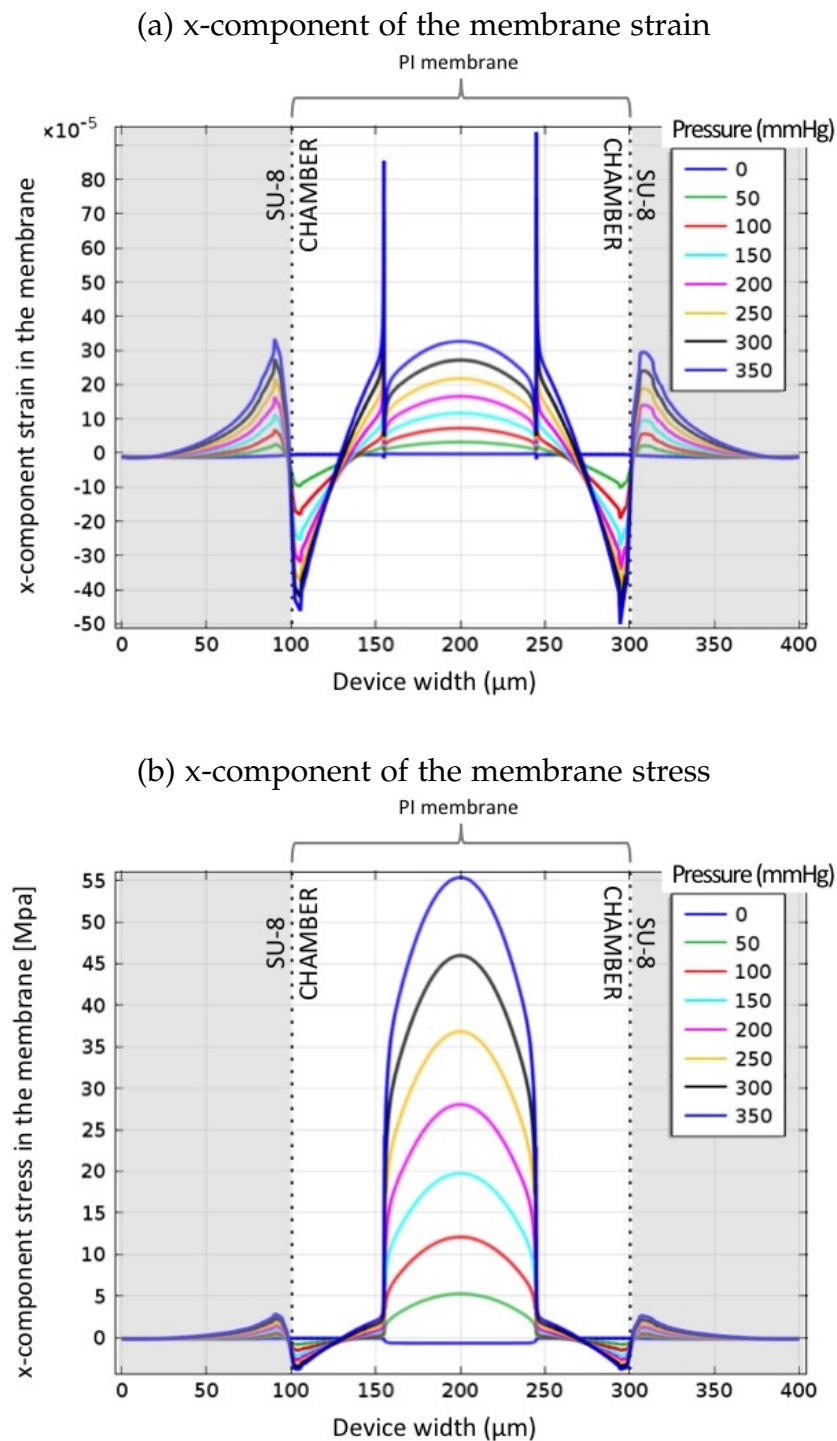 (a) x-component of the membrane strain
PI membrane
×10⁻⁵
Pressure (mmHg)
SU-8
CHAMBER
CHAMBER
SU-8
0
50
100
150
200
250
300
350
x-component strain in the membrane
80
70
60
50
40
30
20
10
0
-10
-20
-30
-40
-50
0 50 100 150 200 250 300 350 400
Device width (μm)
(b) x-component of the membrane stress
PI membrane
Pressure (mmHg)
SU-8
CHAMBER
CHAMBER
SU-8
0
50
100
150
200
250
300
350
x-component stress in the membrane [Mpa]
55
50
45
40
35
30
25
20
15
10
5
0
0 50 100 150 200 250 300 350 400
Device width (μm)